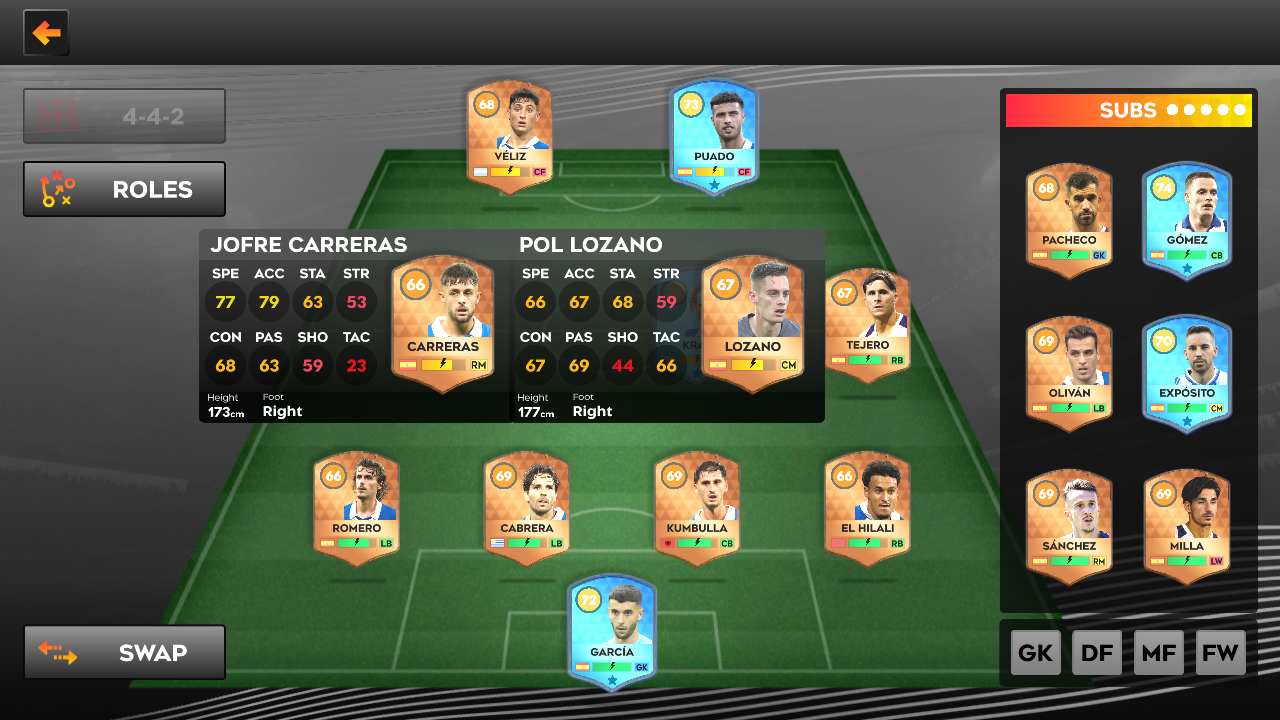 4-4-2
ROLES
SWAP
68
VÉLIZ
CF
73
PUADO
CF
JOFRE CARRERAS
SPE ACC STA STR
77 79 63 53
CON PAS SHO TAC
68 63 59 23
Height
173cm
Foot
Right
66
CARRERAS
RM
POL LOZANO
SPE ACC STA STR
66 67 68 59
CON PAS SHO TAC
67 69 44 66
Height
177cm
Foot
Right
67
LOZANO
CM
67
TEJERO
RB
66
ROMERO
LB
69
CABRERA
LB
69
KUMBULLA
CB
66
EL HILALI
RB
72
GARCÍA
GK
SUBS
68
PACHECO
GK
74
GÓMEZ
CB
69
OLIVÁN
LB
70
EXPÓSITO
CM
69
SÁNCHEZ
RM
69
MILLA
LW
GK DF MF FW